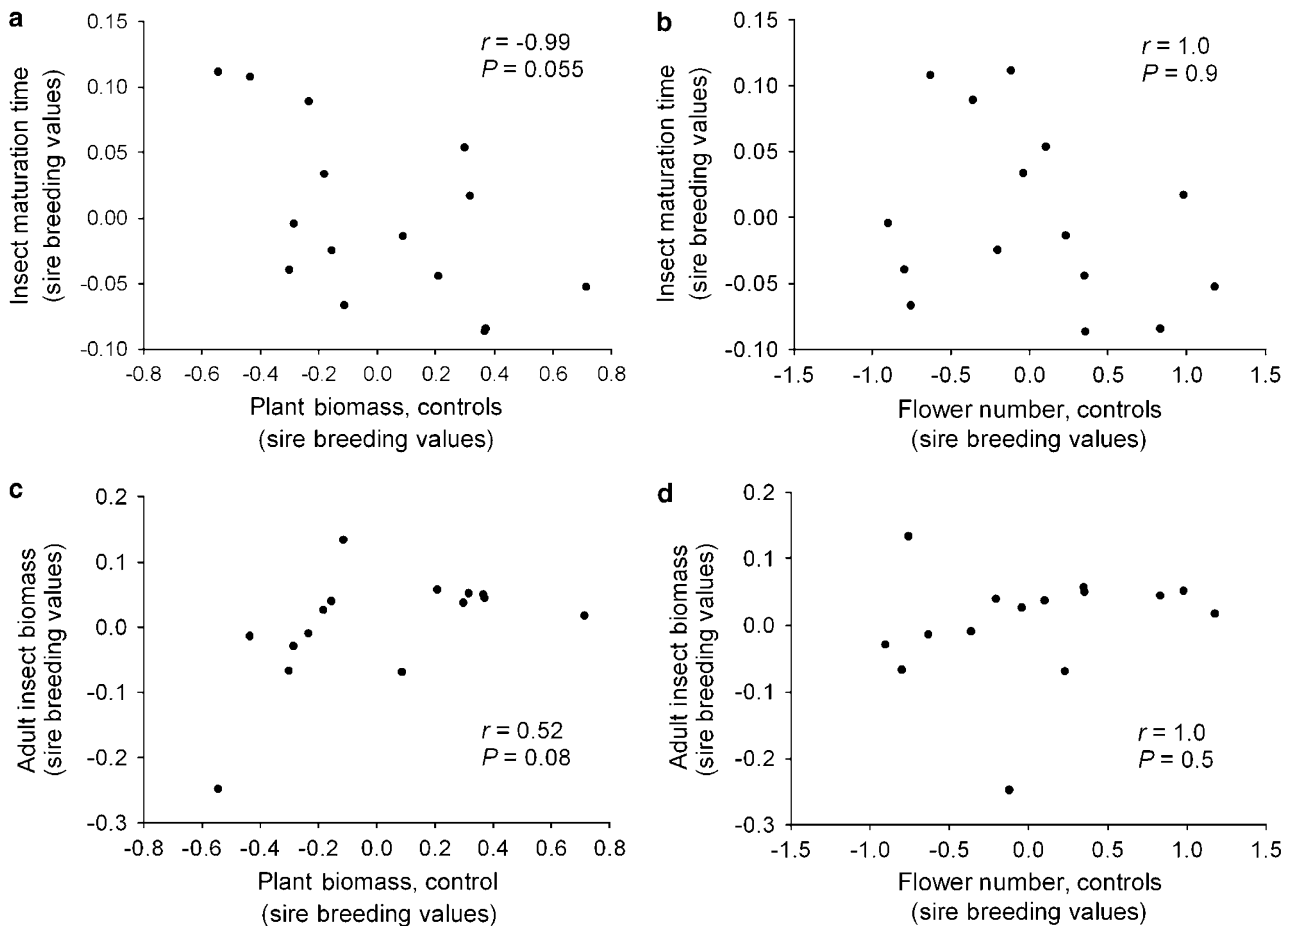 a
0.15
0.10
0.05
0.00
-0.05
-0.10
-0.8 -0.6 -0.4 -0.2 0.0 0.2 0.4 0.6 0.8
Insect maturation time
(sire breeding values)
r = -0.99
P = 0.055
Plant biomass, controls
(sire breeding values)
b
0.15
0.10
0.05
0.00
-0.05
-0.10
-1.5 -1.0 -0.5 0.0 0.5 1.0 1.5
Insect maturation time
(sire breeding values)
r = 1.0
P = 0.9
Flower number, controls
(sire breeding values)
c
0.2
0.1
0.0
-0.1
-0.2
-0.3
-0.8 -0.6 -0.4 -0.2 0.0 0.2 0.4 0.6 0.8
Adult insect biomass
(sire breeding values)
r = 0.52
P = 0.08
Plant biomass, control
(sire breeding values)
d
0.2
0.1
0.0
-0.1
-0.2
-0.3
-1.5 -1.0 -0.5 0.0 0.5 1.0 1.5
Adult insect biomass
(sire breeding values)
r = 1.0
P = 0.5
Flower number, controls
(sire breeding values)